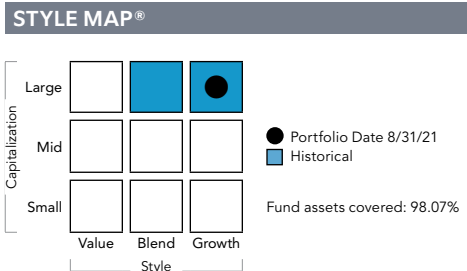 STYLE MAP®
Capitalization
Large
Mid
Small
Value Blend Growth
Style
Portfolio Date 8/31/21
Historical
Fund assets covered: 98.07%